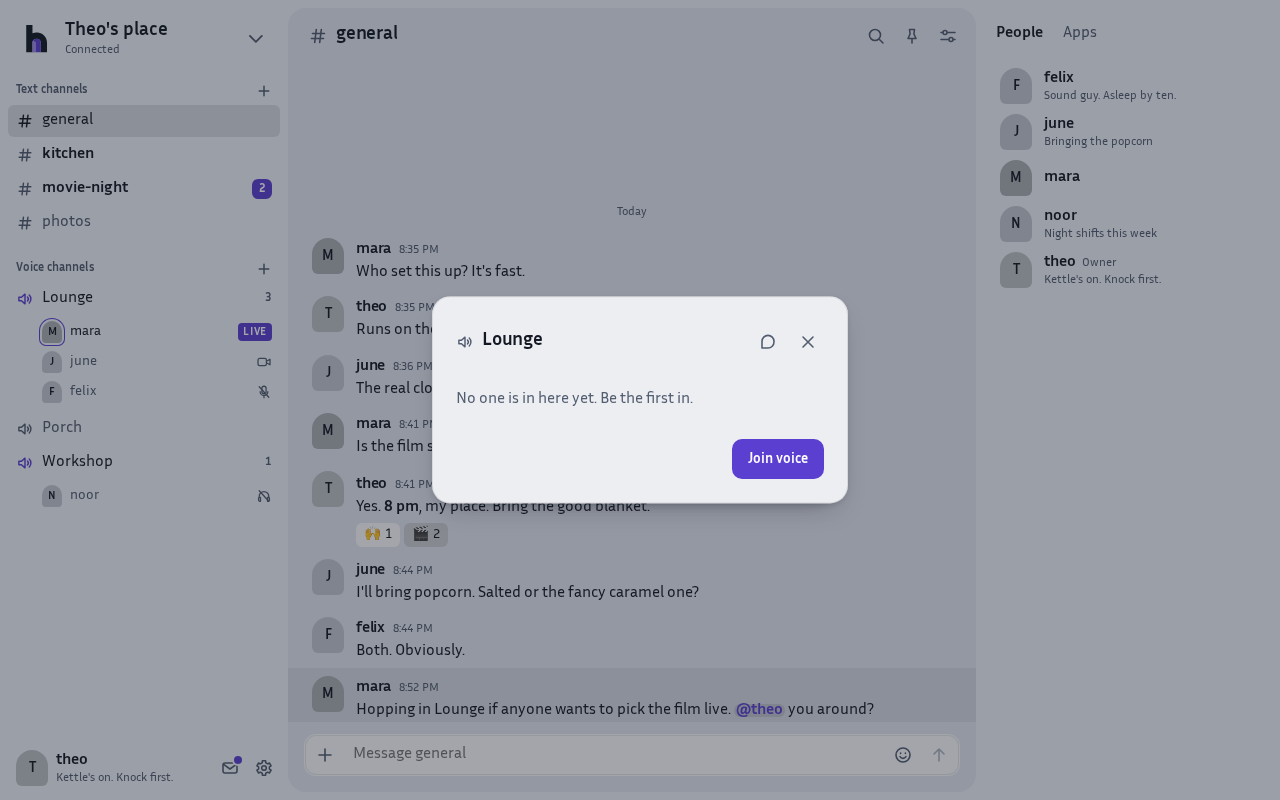 Theo's place
Connected
Text channels
general
kitchen
movie-night
2
photos
Voice channels
Lounge
3
M
mara
LIVE
J
june
F
felix
Porch
Workshop
1
N
noor
T
theo
Kettle's on. Knock first.
general
Today
M
mara 8:35 PM
Who set this up? It's fast.
T
theo 8:35 PM
Runs on the
J
june 8:36 PM
The real clo
M
mara 8:41 PM
Is the film s
T
theo 8:41 PM
Yes. 8 pm, my place. Bring the good blanket.
🙌 1
🎬 2
J
june 8:44 PM
I'll bring popcorn. Salted or the fancy caramel one?
F
felix 8:44 PM
Both. Obviously.
M
mara 8:52 PM
Hopping in Lounge if anyone wants to pick the film live. @theo you around?
Message general
Lounge
No one is in here yet. Be the first in.
Join voice
People
Apps
F
felix
Sound guy. Asleep by ten.
J
june
Bringing the popcorn
M
mara
N
noor
Night shifts this week
T
theo Owner
Kettle's on. Knock first.